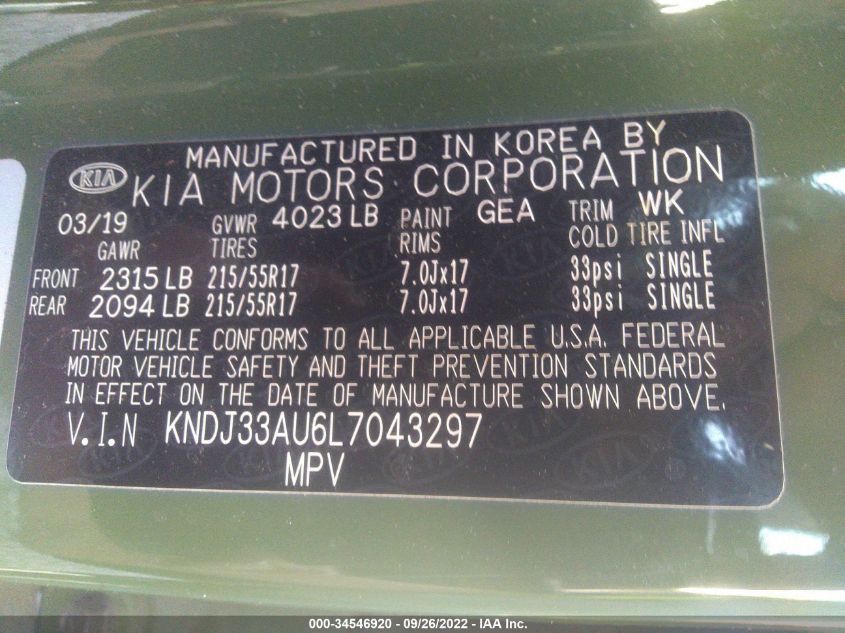 MANUFACTURED IN KOREA BY
KIA KIA MOTORS CORPORATION
03/19 GVWR 4023 LB PAINT GEA TRIM WK
GAWR TIRES RIMS COLD TIRE INFL
FRONT 2315 LB 215/55R17 7.0Jx17 33psi SINGLE
REAR 2094 LB 215/55R17 7.0Jx17 33psi SINGLE
THIS VEHICLE CONFORMS TO ALL APPLICABLE U.S.A. FEDERAL
MOTOR VEHICLE SAFETY AND THEFT PREVENTION STANDARDS
IN EFFECT ON THE DATE OF MANUFACTURE SHOWN ABOVE.
V.I.N KNDJ33AU6L7043297
MPV
000-34546920 - 09/26/2022 - IAA Inc.